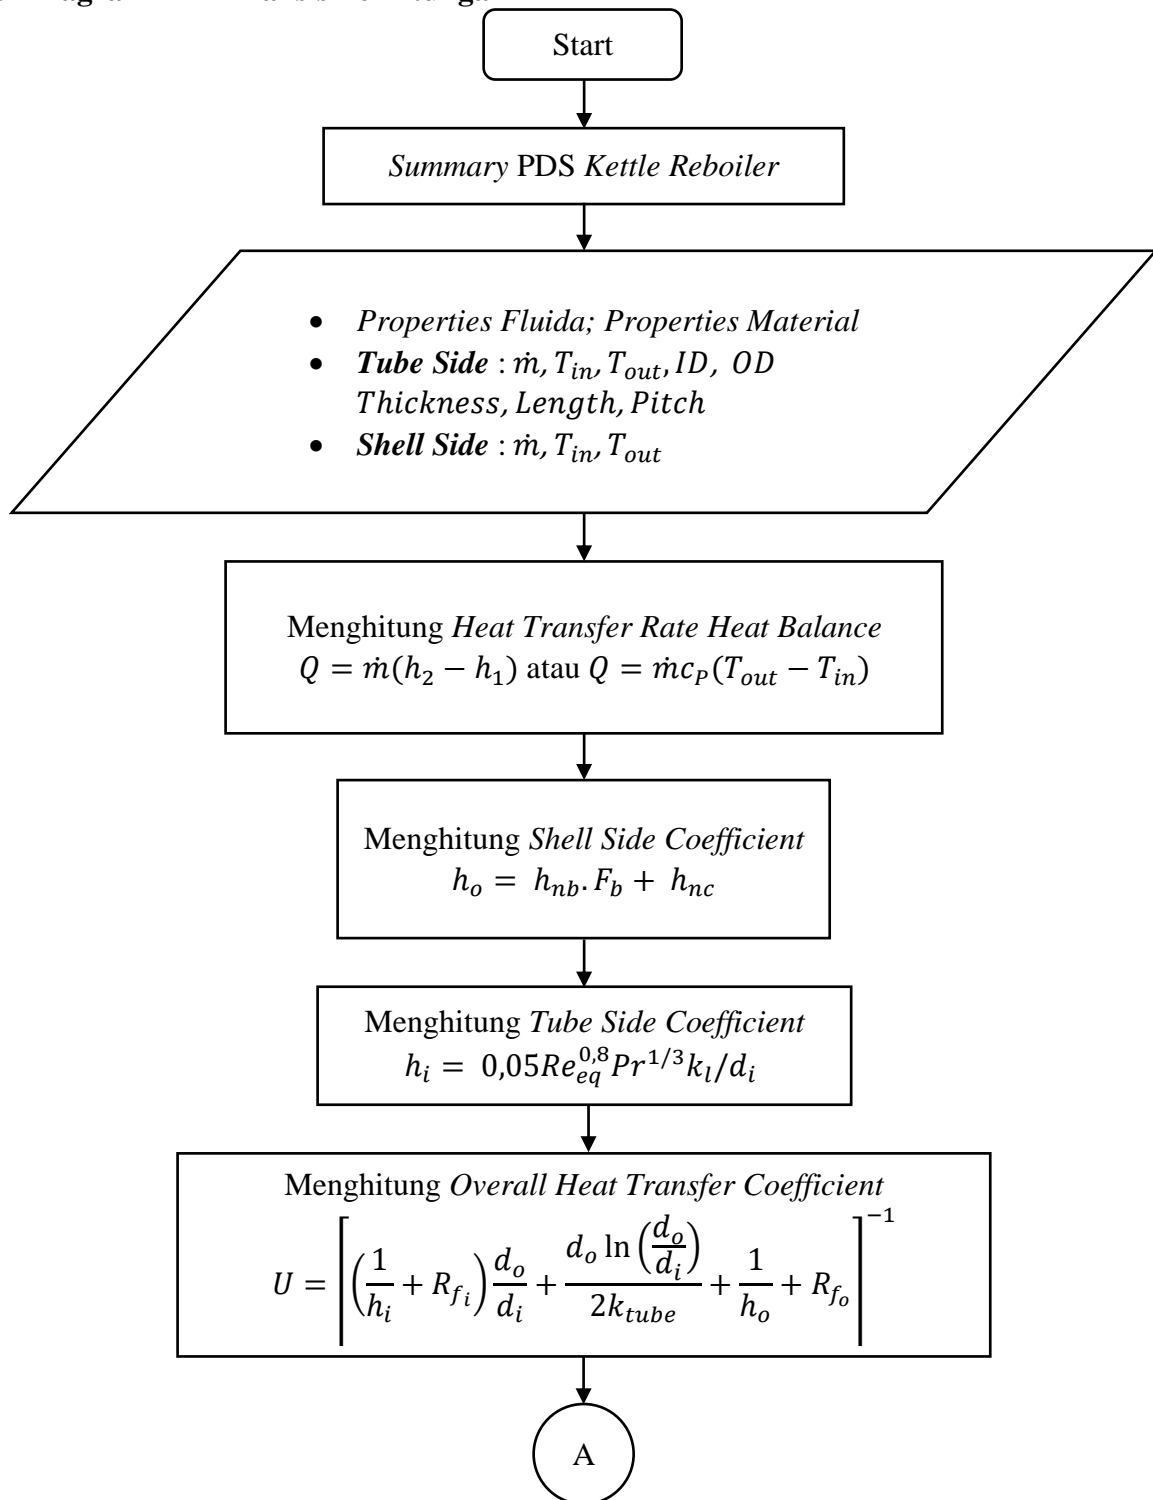 Start
Summary PDS Kettle Reboiler
• Properties Fluida; Properties Material
• Tube Side : ṁ, T_in, T_out, ID, OD
Thickness, Length, Pitch
• Shell Side : ṁ, T_in, T_out
Menghitung Heat Transfer Rate Heat Balance
Q = ṁ(h_2 − h_1) atau Q = ṁc_P(T_out − T_in)
Menghitung Shell Side Coefficient
h_o = h_nb. F_b + h_nc
Menghitung Tube Side Coefficient
h_i = 0,05Re_eq^0,8 Pr^1/3 k_l/d_i
Menghitung Overall Heat Transfer Coefficient
U = [(1/h_i + R_f_i) d_o/d_i + d_o ln(d_o/d_i)/2k_tube + 1/h_o + R_f_o]^−1
A